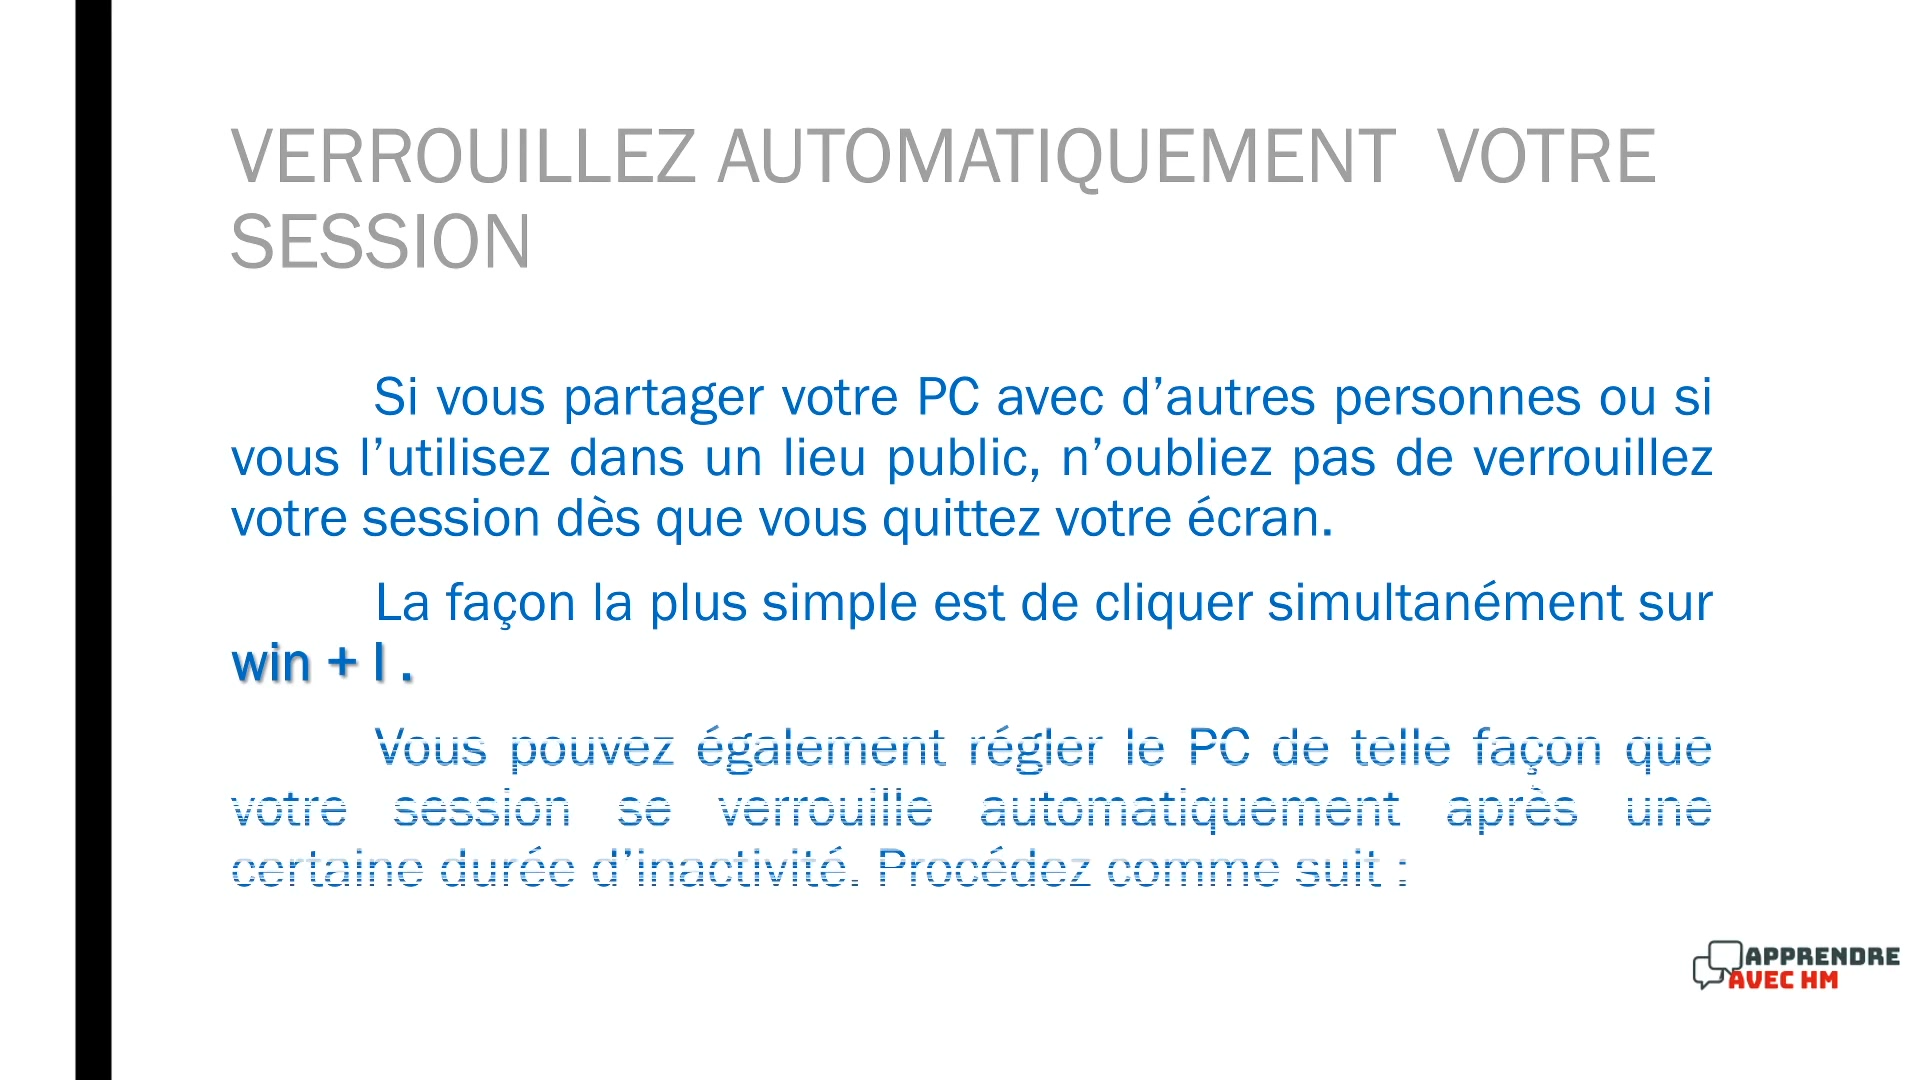 VERROUILLEZ AUTOMATIQUEMENT VOTRE
SESSION
Si vous partager votre PC avec d’autres personnes ou si
vous l’utilisez dans un lieu public, n’oubliez pas de verrouillez
votre session dès que vous quittez votre écran.
La façon la plus simple est de cliquer simultanément sur
win + l .
Vous pouvez également régler le PC de telle façon que
votre session se verrouille automatiquement après une
certaine durée d’inactivité. Procédez comme suit :
APPRENDRE
AVEC HM